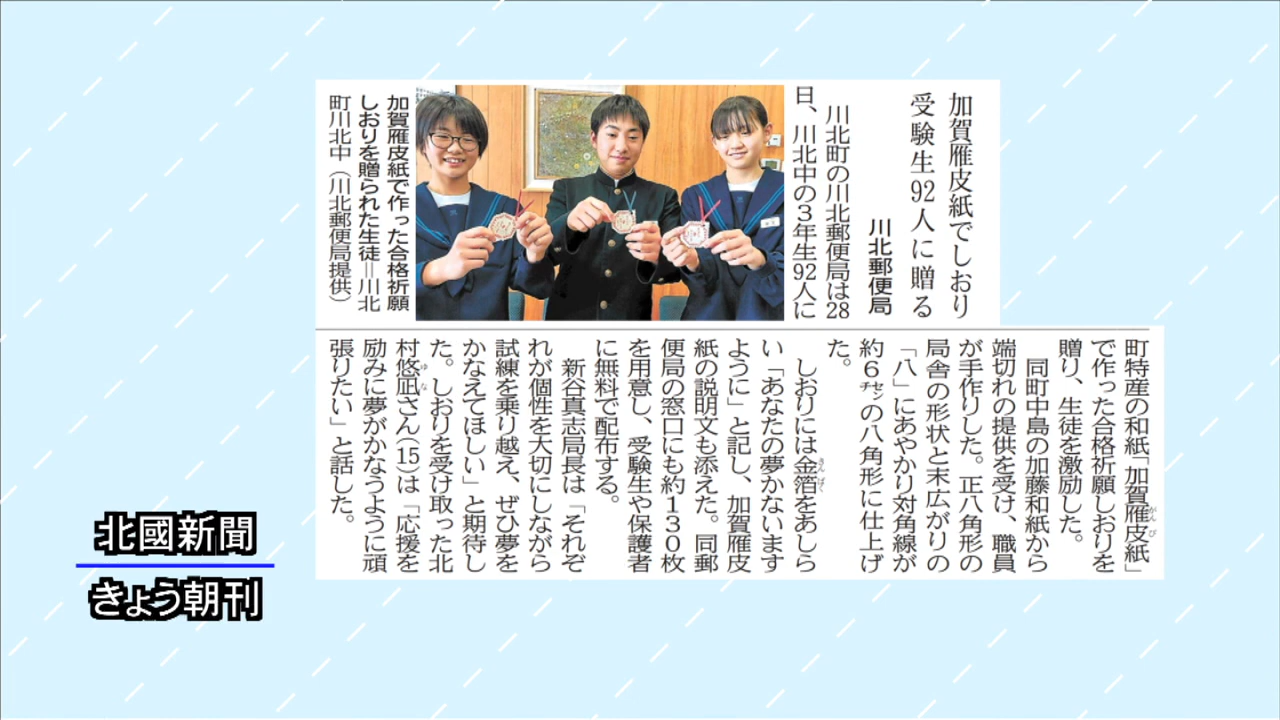 加賀雁皮紙でしおり
受験生92人に贈る
川北郵便局
川北町の川北郵便局は28
日、川北中の3年生92人に
町特産の和紙「加賀雁皮紙」
がんぴ
で作った合格祈願しおりを
贈り、生徒を激励した。
同町中島の加藤和紙から
端切れの提供を受け、職員
が手作りした。正八角形の
局舎の形状と末広がりの
「八」にあやかり対角線が
約6㌢の八角形に仕上げ
た。
しおりには金箔をあしら
きんぱく
い「あなたの夢かないます
ように」と記し、加賀雁皮
紙の説明文も添えた。同郵
便局の窓口にも約130枚
を用意し、受験生や保護者
に無料で配布する。
新谷真志局長は「それぞ
れが個性を大切にしながら
試練を乗り越え、ぜひ夢を
かなえてほしい」と期待し
た。しおりを受け取った北
村悠凪さん(15)は「応援を
ゆな
励みに夢がかなうように頑
張りたい」と話した。
加賀雁皮紙で作った合格祈願
しおりを贈られた生徒＝川北
町川北中(川北郵便局提供)
北國新聞
きょう朝刊